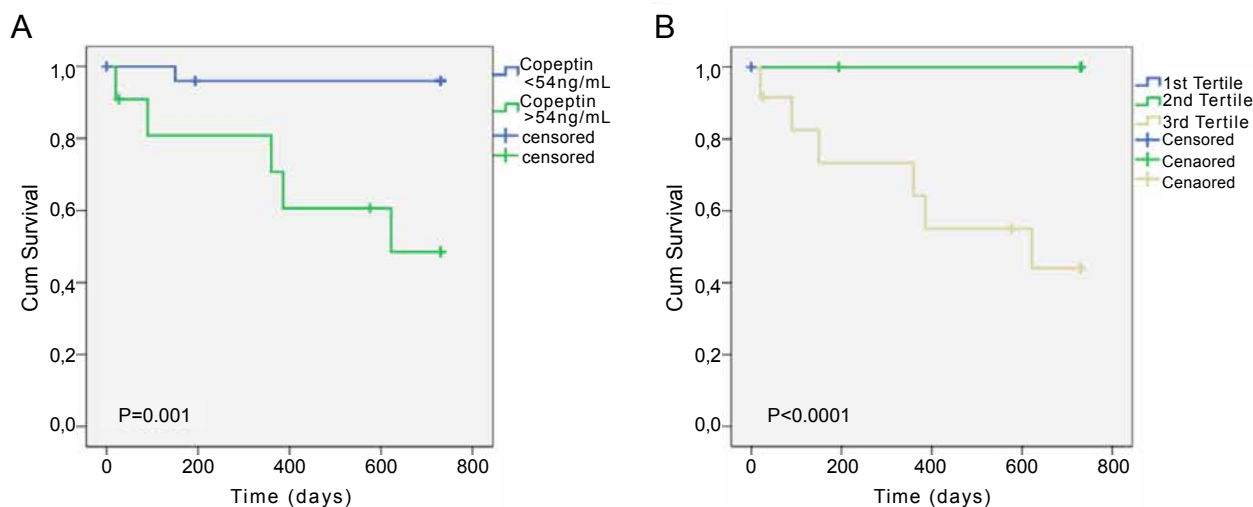 A
Cum Survival
1,0
0,8
0,6
0,4
0,2
0,0
P=0.001
0 200 400 600 800
Time (days)
Copeptin
<54ng/mL
Copeptin
>54ng/mL
censored
censored
B
Cum Survival
1,0
0,8
0,6
0,4
0,2
0,0
P<0.0001
0 200 400 600 800
Time (days)
1st Tertile
2nd Tertile
3rd Tertile
Censored
Cenaored
Cenaored